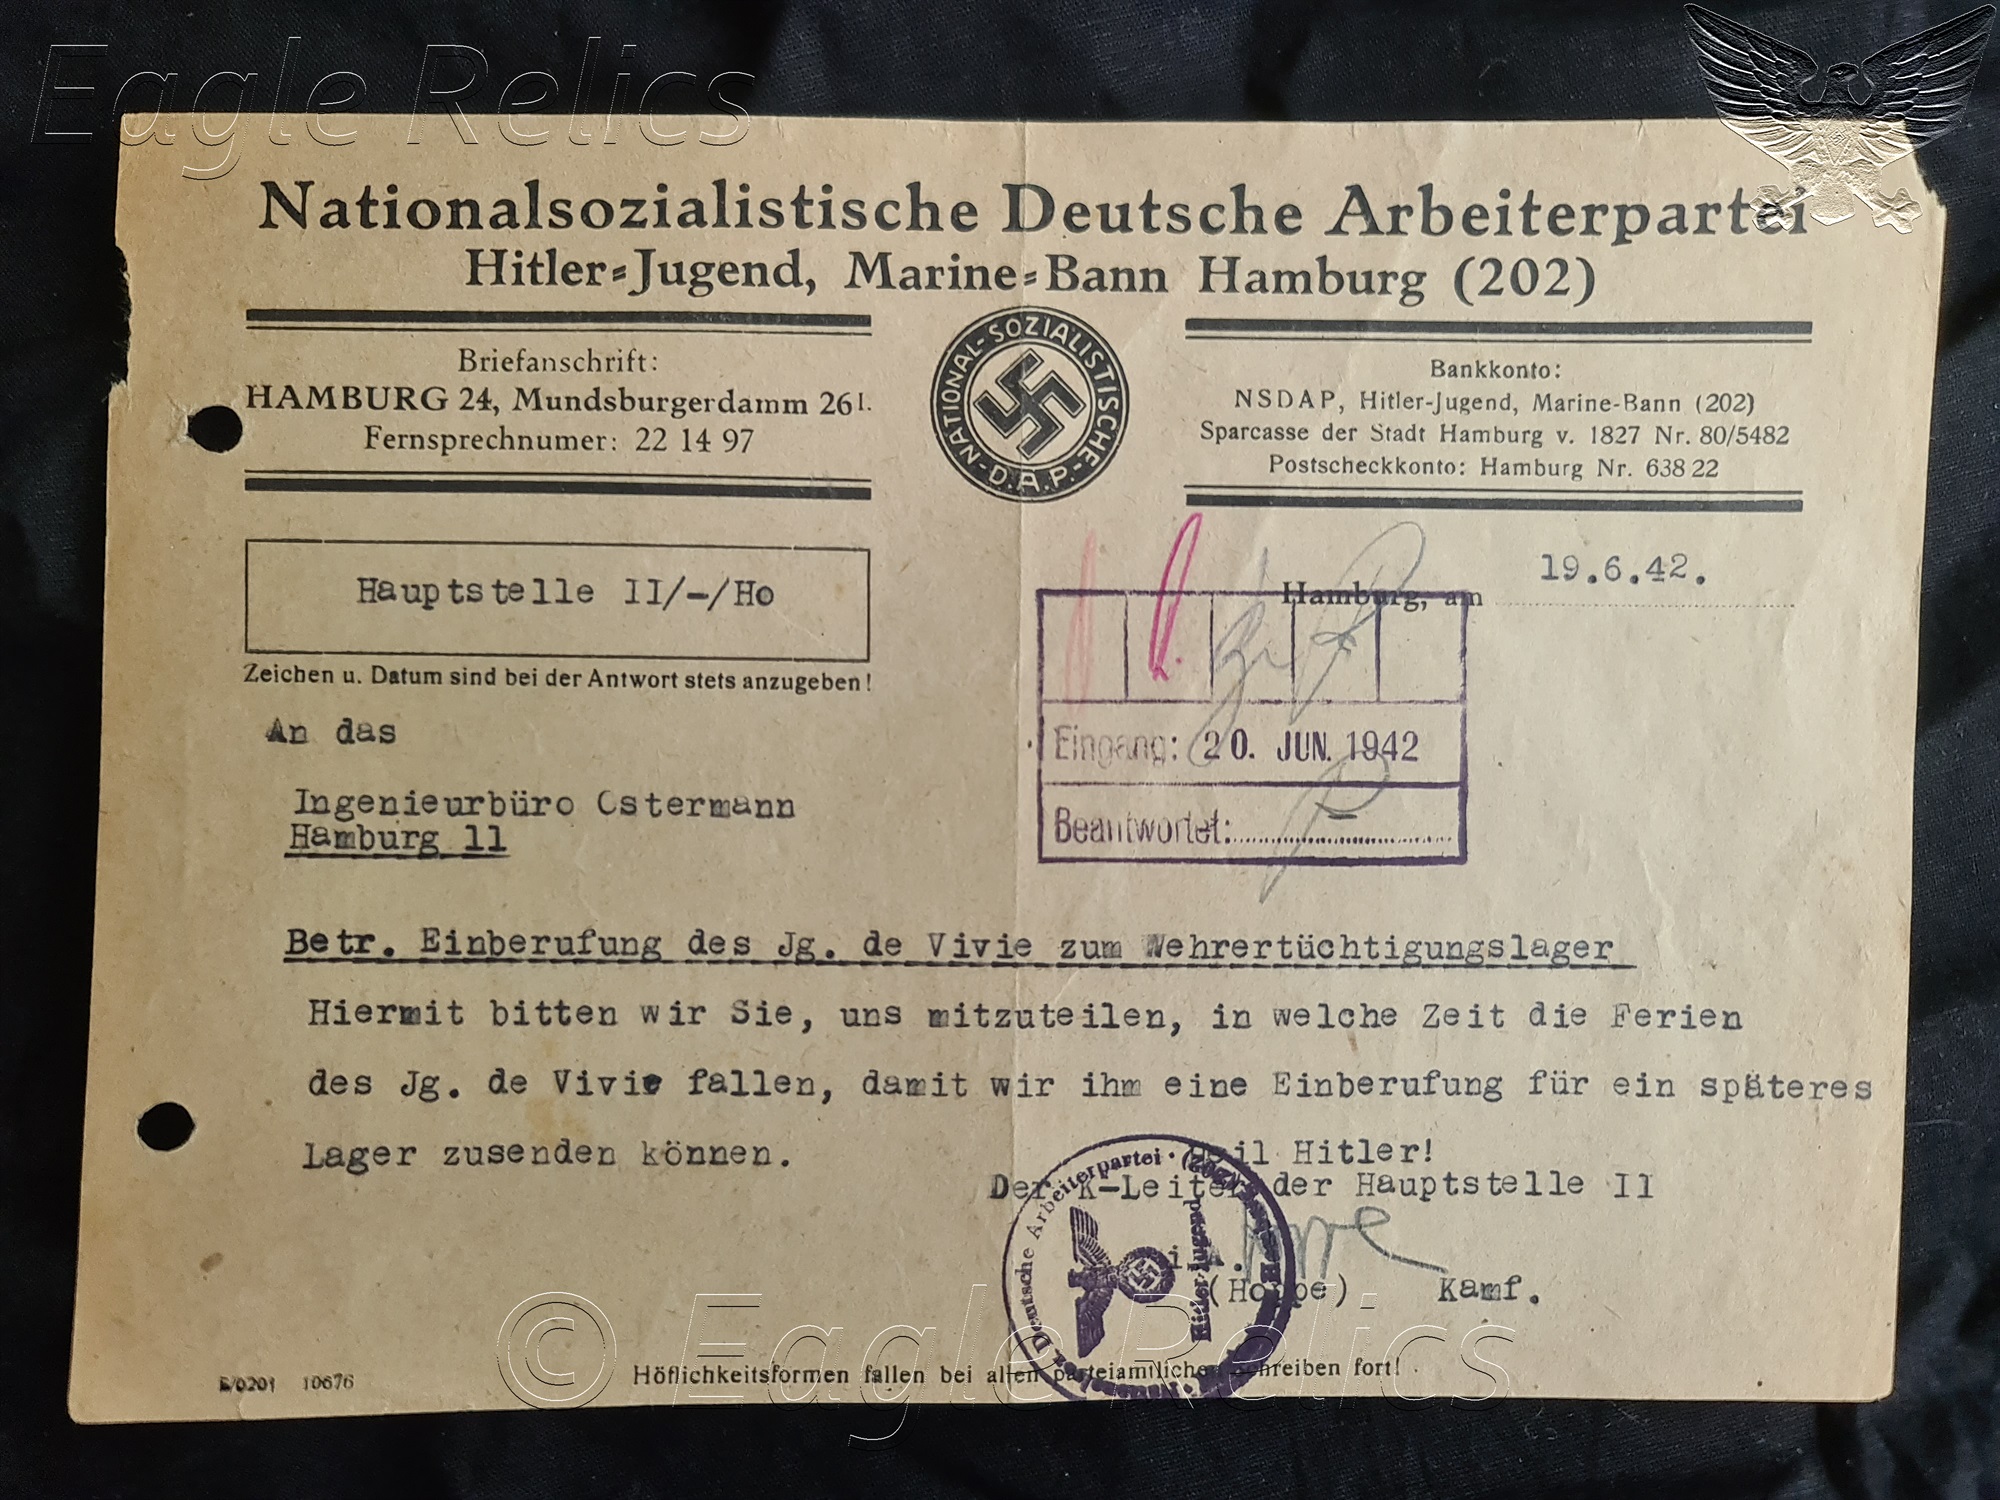 Eagle Relics
Nationalsozialistische Deutsche Arbeiterpartei
Hitler-Jugend, Marine-Bann Hamburg (202)
Briefanschrift:
HAMBURG 24, Mundsburgerdamm 26 I.
Fernsprechnumer: 22 14 97
NATIONAL-SOZIALISTISCHE-D.A.P.
Bankkonto:
NSDAP, Hitler-Jugend, Marine-Bann (202)
Sparcasse der Stadt Hamburg v. 1827 Nr. 80/5482
Postscheckkonto: Hamburg Nr. 638 22
Hauptstelle II/-/Ho
Zeichen u. Datum sind bei der Antwort stets anzugeben!
Hamburg, am 19.6.42.
Eingang: 20. JUN. 1942
Beantwortet:
An das
Ingenieurbüro Ostermann
Hamburg 11
Betr. Einberufung des Jg. de Vivie zum Wehrertüchtigungslager
Hiermit bitten wir Sie, uns mitzuteilen, in welche Zeit die Ferien
des Jg. de Vivie fallen, damit wir ihm eine Einberufung für ein späteres
Lager zusenden können.
Heil Hitler!
Der K-Leiter der Hauptstelle II
i.A. Hoppe
(Hoppe) Kamf.
Deutsche Arbeiterpartei
Hitler-Jugend
© Eagle Relics
Höflichkeitsformen fallen bei allen parteiamtlichen Schreiben fort!
10676